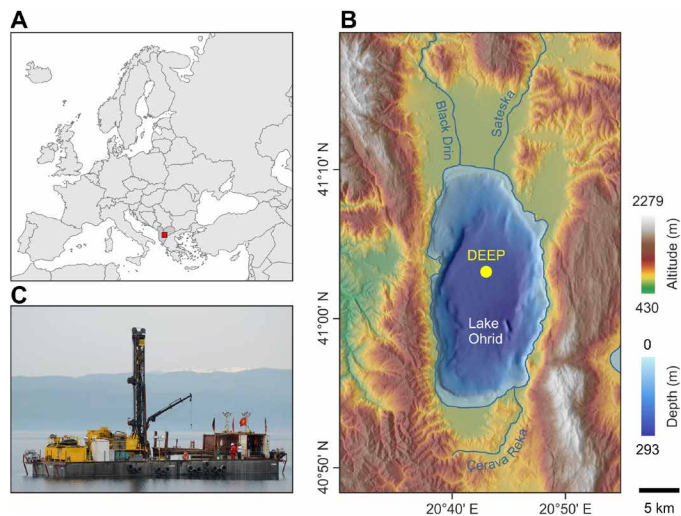 A
B
Black Drin
Sateska
41°10' N
2279
Altitude (m)
430
DEEP
C
41°00' N
Lake
Ohrid
0
Depth (m)
293
Cerava Reka
40°50' N
20°40' E
20°50' E
5 km